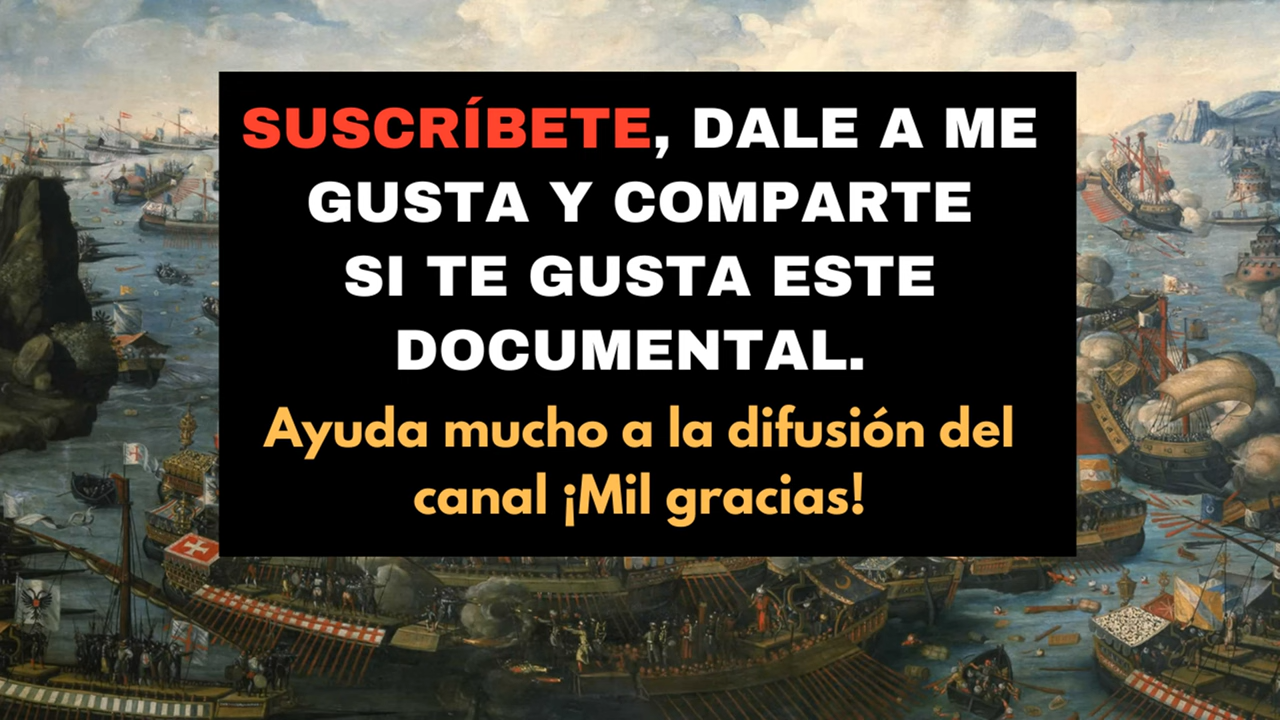 SUSCRÍBETE, DALE A ME
GUSTA Y COMPARTE
SI TE GUSTA ESTE
DOCUMENTAL.
Ayuda mucho a la difusión del
canal ¡Mil gracias!